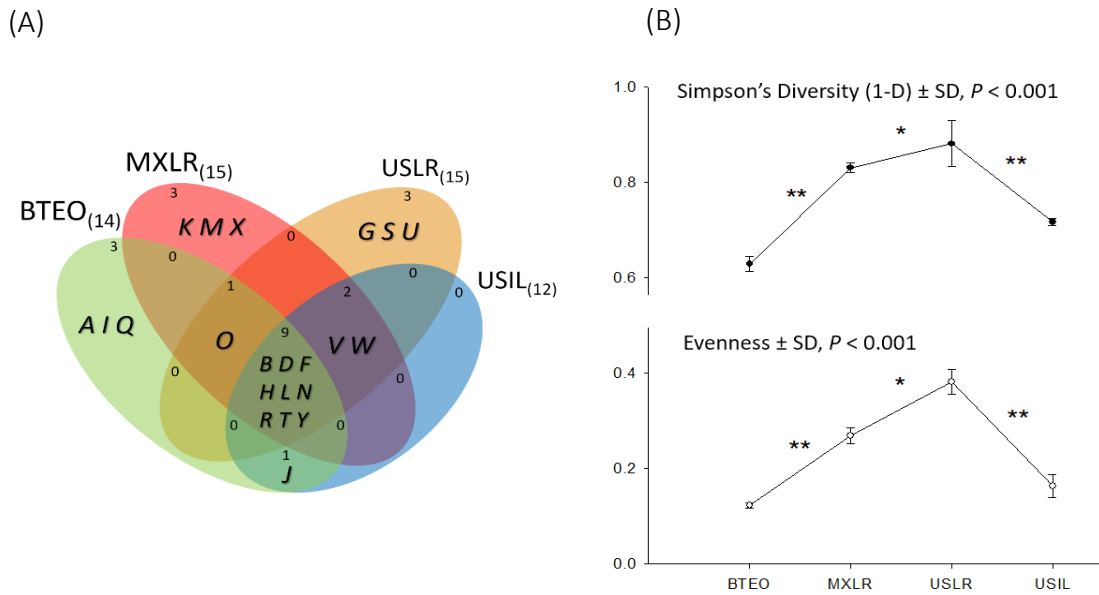 (A)
MXLR(15)
USLR(15)
BTEO(14)
USIL(12)
3
3
3
0
K M X
G S U
0
0
0
1
2
A I Q
O
9
V W
B D F
H L N
R T Y
0
0
0
0
1
J
(B)
1.0
Simpson's Diversity (1-D) ± SD, P < 0.001
*
**
**
0.8
0.6
Evenness ± SD, P < 0.001
0.4
*
**
**
0.2
0.0
BTEO MXLR USLR USIL